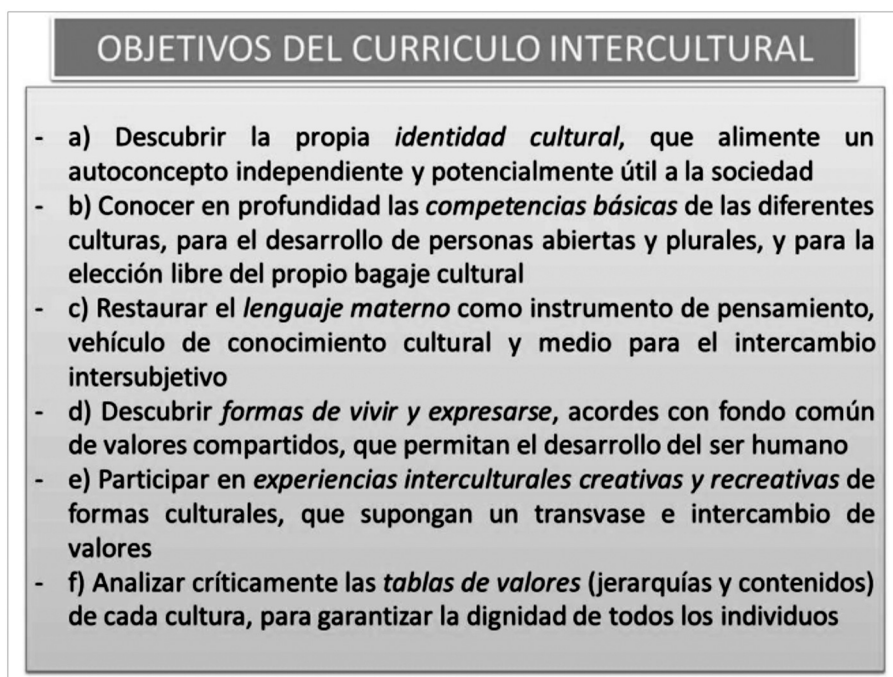 OBJETIVOS DEL CURRICULO INTERCULTURAL
- a) Descubrir la propia identidad cultural, que alimente un
autoconcepto independiente y potencialmente útil a la sociedad
- b) Conocer en profundidad las competencias básicas de las diferentes
culturas, para el desarrollo de personas abiertas y plurales, y para la
elección libre del propio bagaje cultural
- c) Restaurar el lenguaje materno como instrumento de pensamiento,
vehículo de conocimiento cultural y medio para el intercambio
intersubjetivo
- d) Descubrir formas de vivir y expresarse, acordes con fondo común
de valores compartidos, que permitan el desarrollo del ser humano
- e) Participar en experiencias interculturales creativas y recreativas de
formas culturales, que supongan un transvase e intercambio de
valores
- f) Analizar críticamente las tablas de valores (jerarquías y contenidos)
de cada cultura, para garantizar la dignidad de todos los individuos